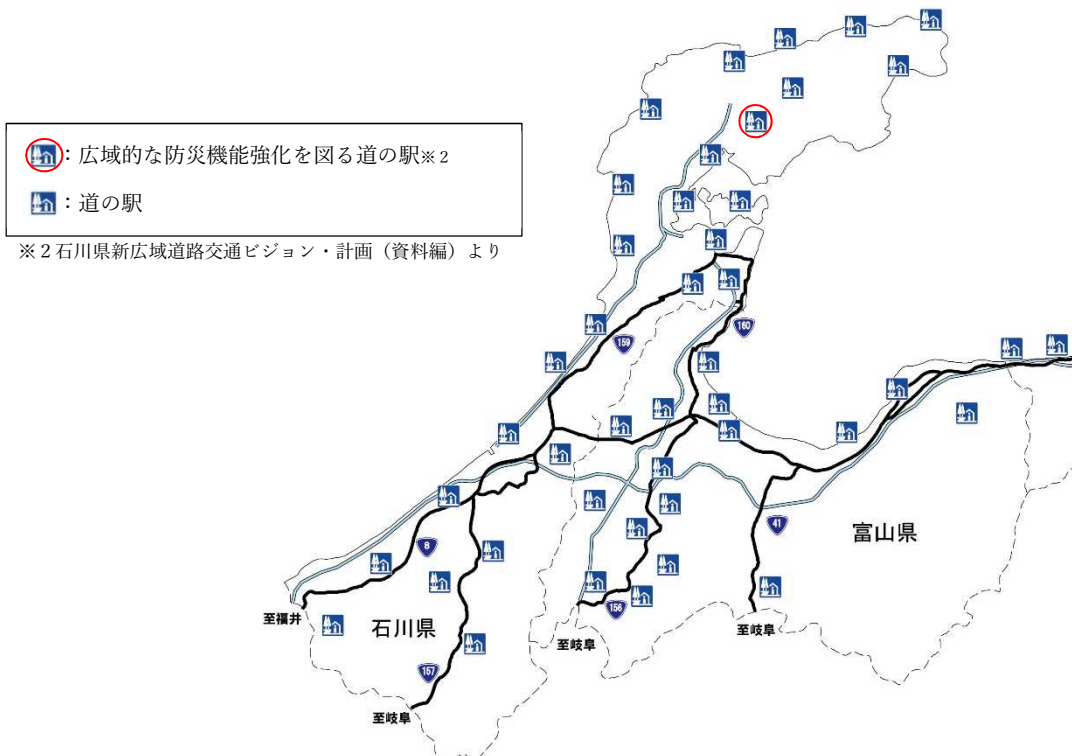 ：広域的な防災機能強化を図る道の駅※2
：道の駅
※2石川県新広域道路交通ビジョン・計画（資料編）より
160
159
41
富山県
8
156
至福井
石川県
至岐阜
至岐阜
157
至岐阜